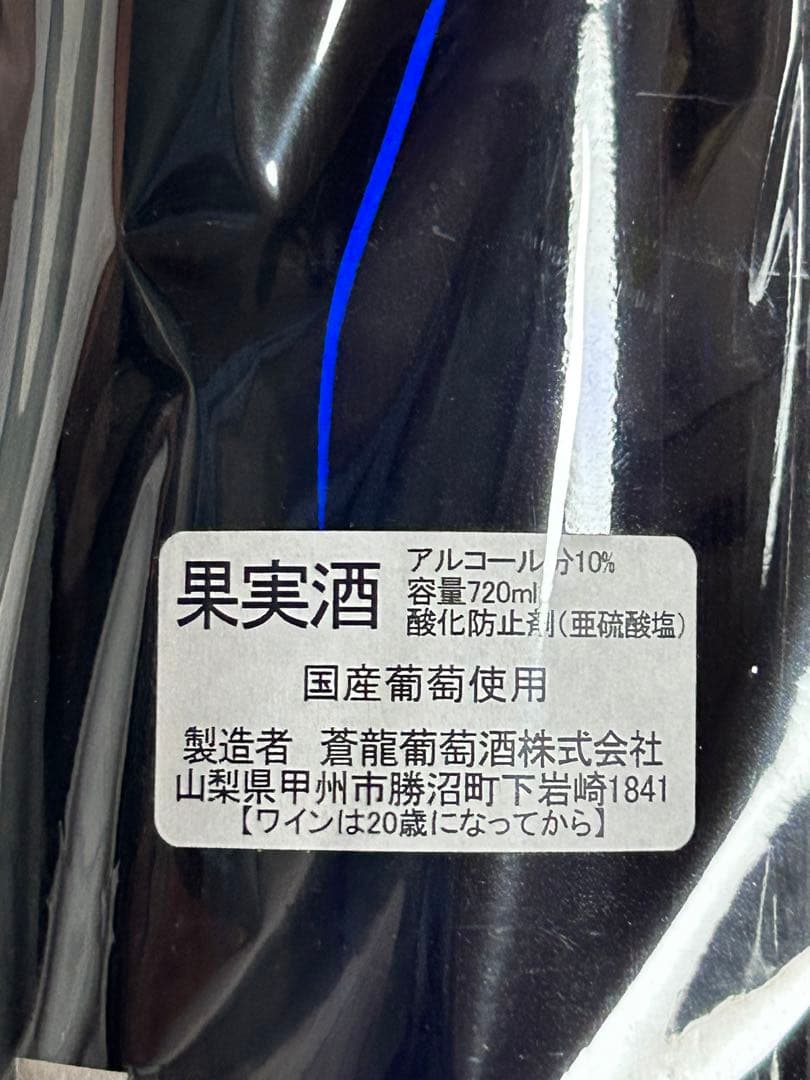 果実酒
アルコール分10%
容量720ml
酸化防止剤(亜硫酸塩)
国産葡萄使用
製造者 蒼龍葡萄酒株式会社
山梨県甲州市勝沼町下岩崎1841
【ワインは20歳になってから】